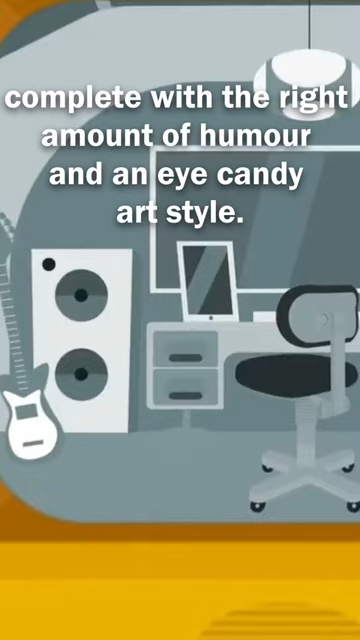 complete with the right
amount of humour
and an eye candy
art style.